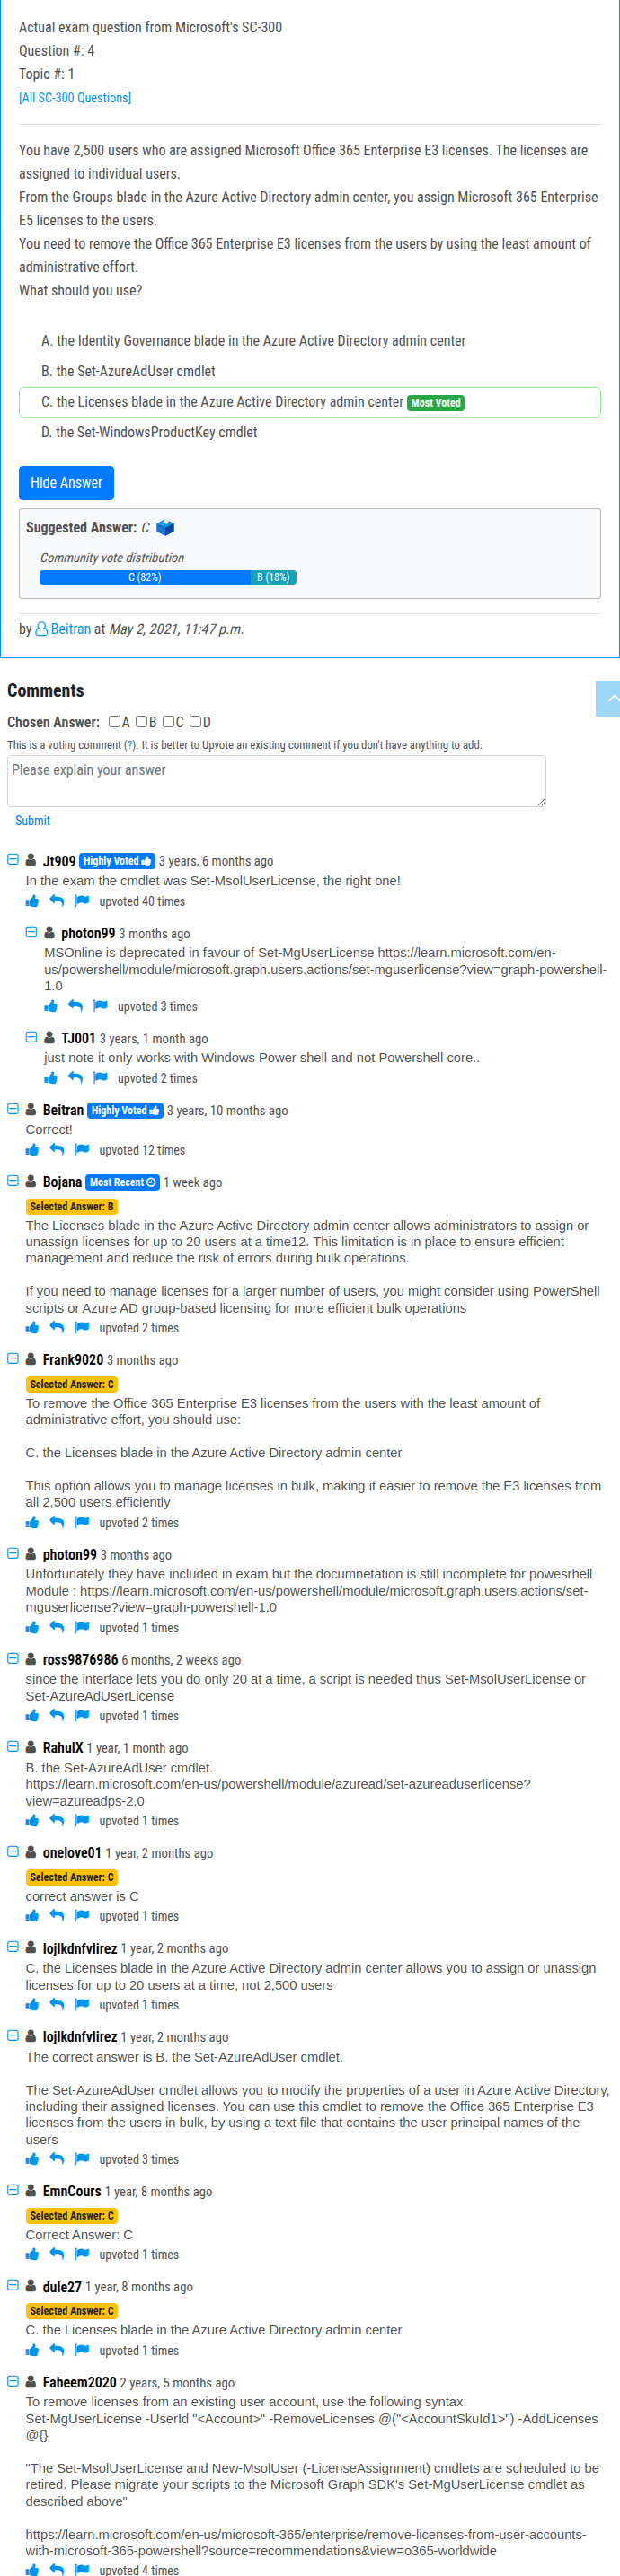 Actual exam question from Microsoft's SC-300
Question #: 4
Topic #: 1
[All SC-300 Questions]
You have 2,500 users who are assigned Microsoft Office 365 Enterprise E3 licenses. The licenses are
assigned to individual users.
From the Groups blade in the Azure Active Directory admin center, you assign Microsoft 365 Enterprise
E5 licenses to the users.
You need to remove the Office 365 Enterprise E3 licenses from the users by using the least amount of
administrative effort.
What should you use?
A. the Identity Governance blade in the Azure Active Directory admin center
B. the Set-AzureAdUser cmdlet
C. the Licenses blade in the Azure Active Directory admin center Most Voted
D. the Set-WindowsProductKey cmdlet
Hide Answer
Suggested Answer: C
Community vote distribution
C (82%) B (18%)
by Beitran at May 2, 2021, 11:47 p.m.
Comments
Chosen Answer: A B C D
This is a voting comment (?). It is better to Upvote an existing comment if you don't have anything to add.
Please explain your answer
Submit
Jt909 Highly Voted 3 years, 6 months ago
In the exam the cmdlet was Set-MsolUserLicense, the right one!
upvoted 40 times
photon99 3 months ago
MSOnline is deprecated in favour of Set-MgUserLicense https://learn.microsoft.com/en-
us/powershell/module/microsoft.graph.users.actions/set-mguserlicense?view=graph-powershell-
1.0
upvoted 3 times
TJ001 3 years, 1 month ago
just note it only works with Windows Power shell and not Powershell core..
upvoted 2 times
Beitran Highly Voted 3 years, 10 months ago
Correct!
upvoted 12 times
Bojana Most Recent 1 week ago
Selected Answer: B
The Licenses blade in the Azure Active Directory admin center allows administrators to assign or
unassign licenses for up to 20 users at a time12. This limitation is in place to ensure efficient
management and reduce the risk of errors during bulk operations.
If you need to manage licenses for a larger number of users, you might consider using PowerShell
scripts or Azure AD group-based licensing for more efficient bulk operations
upvoted 2 times
Frank9020 3 months ago
Selected Answer: C
To remove the Office 365 Enterprise E3 licenses from the users with the least amount of
administrative effort, you should use:
C. the Licenses blade in the Azure Active Directory admin center
This option allows you to manage licenses in bulk, making it easier to remove the E3 licenses from
all 2,500 users efficiently
upvoted 2 times
photon99 3 months ago
Unfortunately they have included in exam but the documnetation is still incomplete for powesrhell
Module : https://learn.microsoft.com/en-us/powershell/module/microsoft.graph.users.actions/set-
mguserlicense?view=graph-powershell-1.0
upvoted 1 times
ross9876986 6 months, 2 weeks ago
since the interface lets you do only 20 at a time, a script is needed thus Set-MsolUserLicense or
Set-AzureAdUserLicense
upvoted 1 times
RahulX 1 year, 1 month ago
B. the Set-AzureAdUser cmdlet.
https://learn.microsoft.com/en-us/powershell/module/azuread/set-azureaduserlicense?
view=azureadps-2.0
upvoted 1 times
onelove01 1 year, 2 months ago
Selected Answer: C
correct answer is C
upvoted 1 times
lojlkdnfvlirez 1 year, 2 months ago
C. the Licenses blade in the Azure Active Directory admin center allows you to assign or unassign
licenses for up to 20 users at a time, not 2,500 users
upvoted 1 times
lojlkdnfvlirez 1 year, 2 months ago
The correct answer is B. the Set-AzureAdUser cmdlet.
The Set-AzureAdUser cmdlet allows you to modify the properties of a user in Azure Active Directory,
including their assigned licenses. You can use this cmdlet to remove the Office 365 Enterprise E3
licenses from the users in bulk, by using a text file that contains the user principal names of the
users
upvoted 3 times
EmnCours 1 year, 8 months ago
Selected Answer: C
Correct Answer: C
upvoted 1 times
dule27 1 year, 8 months ago
Selected Answer: C
C. the Licenses blade in the Azure Active Directory admin center
upvoted 1 times
Faheem2020 2 years, 5 months ago
To remove licenses from an existing user account, use the following syntax:
Set-MgUserLicense -UserId "<Account>" -RemoveLicenses @("<AccountSkuId1>") -AddLicenses
@{}
"The Set-MsolUserLicense and New-MsolUser (-LicenseAssignment) cmdlets are scheduled to be
retired. Please migrate your scripts to the Microsoft Graph SDK's Set-MgUserLicense cmdlet as
described above"
https://learn.microsoft.com/en-us/microsoft-365/enterprise/remove-licenses-from-user-accounts-
with-microsoft-365-powershell?source=recommendations&view=o365-worldwide
upvoted 4 times